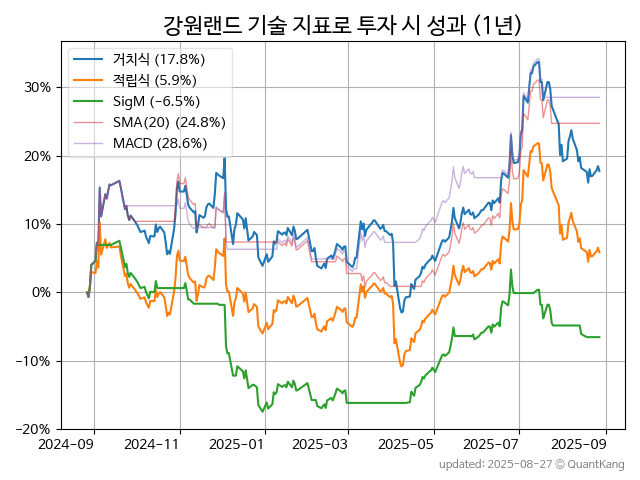 강원랜드 기술 지표로 투자 시 성과 (1년)
거치식 (17.8%)
적립식 (5.9%)
SigM (−6.5%)
SMA(20) (24.8%)
MACD (28.6%)
30%
20%
10%
0%
−10%
−20%
2024-09 2024-11 2025-01 2025-03 2025-05 2025-07 2025-09
updated: 2025-08-27 © QuantKang